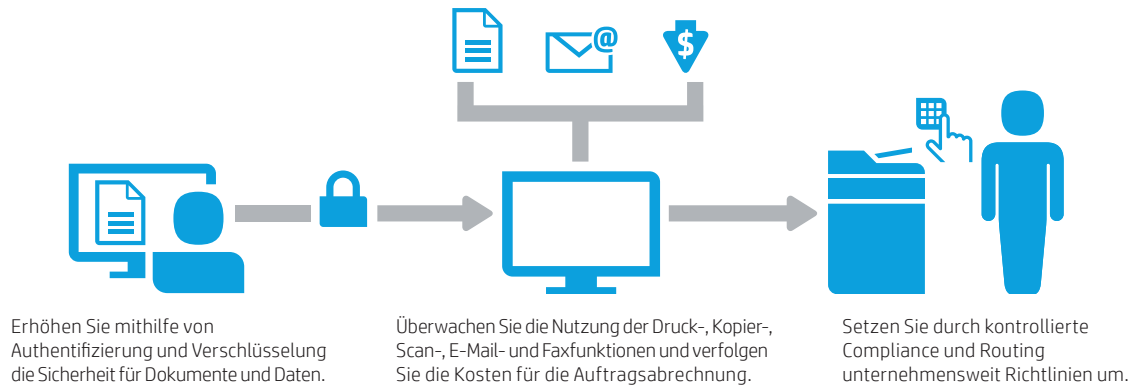 @
$
Erhöhen Sie mithilfe von
Authentifizierung und Verschlüsselung
die Sicherheit für Dokumente und Daten.
Überwachen Sie die Nutzung der Druck-, Kopier-,
Scan-, E-Mail- und Faxfunktionen und verfolgen
Sie die Kosten für die Auftragsabrechnung.
Setzen Sie durch kontrollierte
Compliance und Routing
unternehmensweit Richtlinien um.